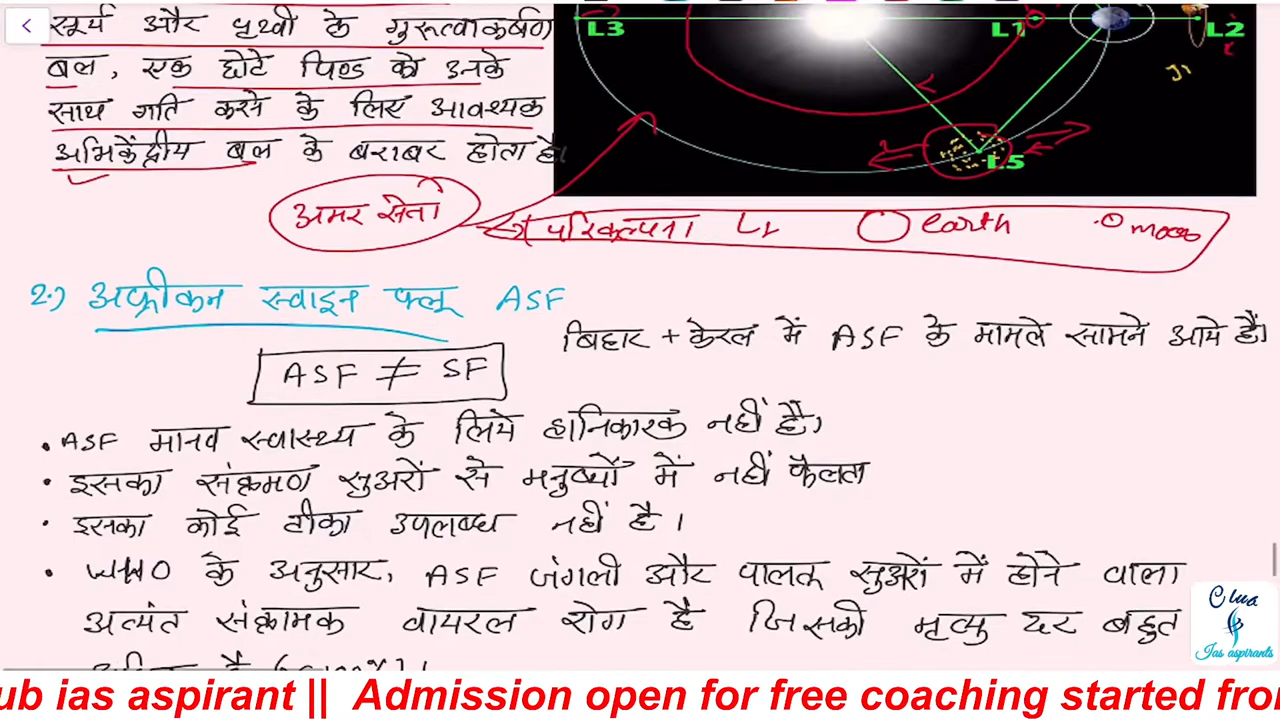 सूर्य और पृथ्वी के गुरुत्वाकर्षण
बल, एक छोटे पिण्ड को उनके
साथ गति करने के लिए आवश्यक
अभिकेंद्रीय बल के बराबर होता है।
L3
L1
L2
J1
L5
अमर सेना
परिकल्पना L4 earth moon
2.) अफ्रीकन स्वाइन फ्लू ASF
बिहार + केरल में ASF के मामले सामने आये हैं।
ASF ≠ SF
• ASF मानव स्वास्थ्य के लिये हानिकारक नहीं है।
• इसका संक्रमण सुअरों से मनुष्यों में नहीं फैलता
• इसका कोई टीका उपलब्ध नहीं है।
• WHO के अनुसार, ASF जंगली और पालतू सुअरों में होने वाला
अत्यंत संक्रामक वायरल रोग है जिसकी मृत्यु दर बहुत
Club
Ias aspirants
ub ias aspirant || Admission open for free coaching started from